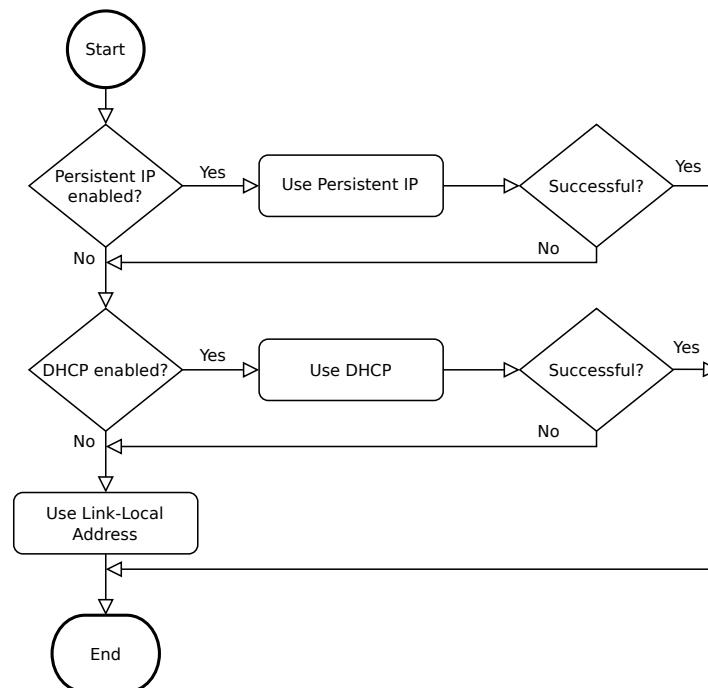 Start
Persistent IP
enabled?
Yes
Use Persistent IP
Successful?
Yes
No
No
DHCP enabled?
Yes
Use DHCP
Successful?
Yes
No
No
Use Link-Local
Address
End